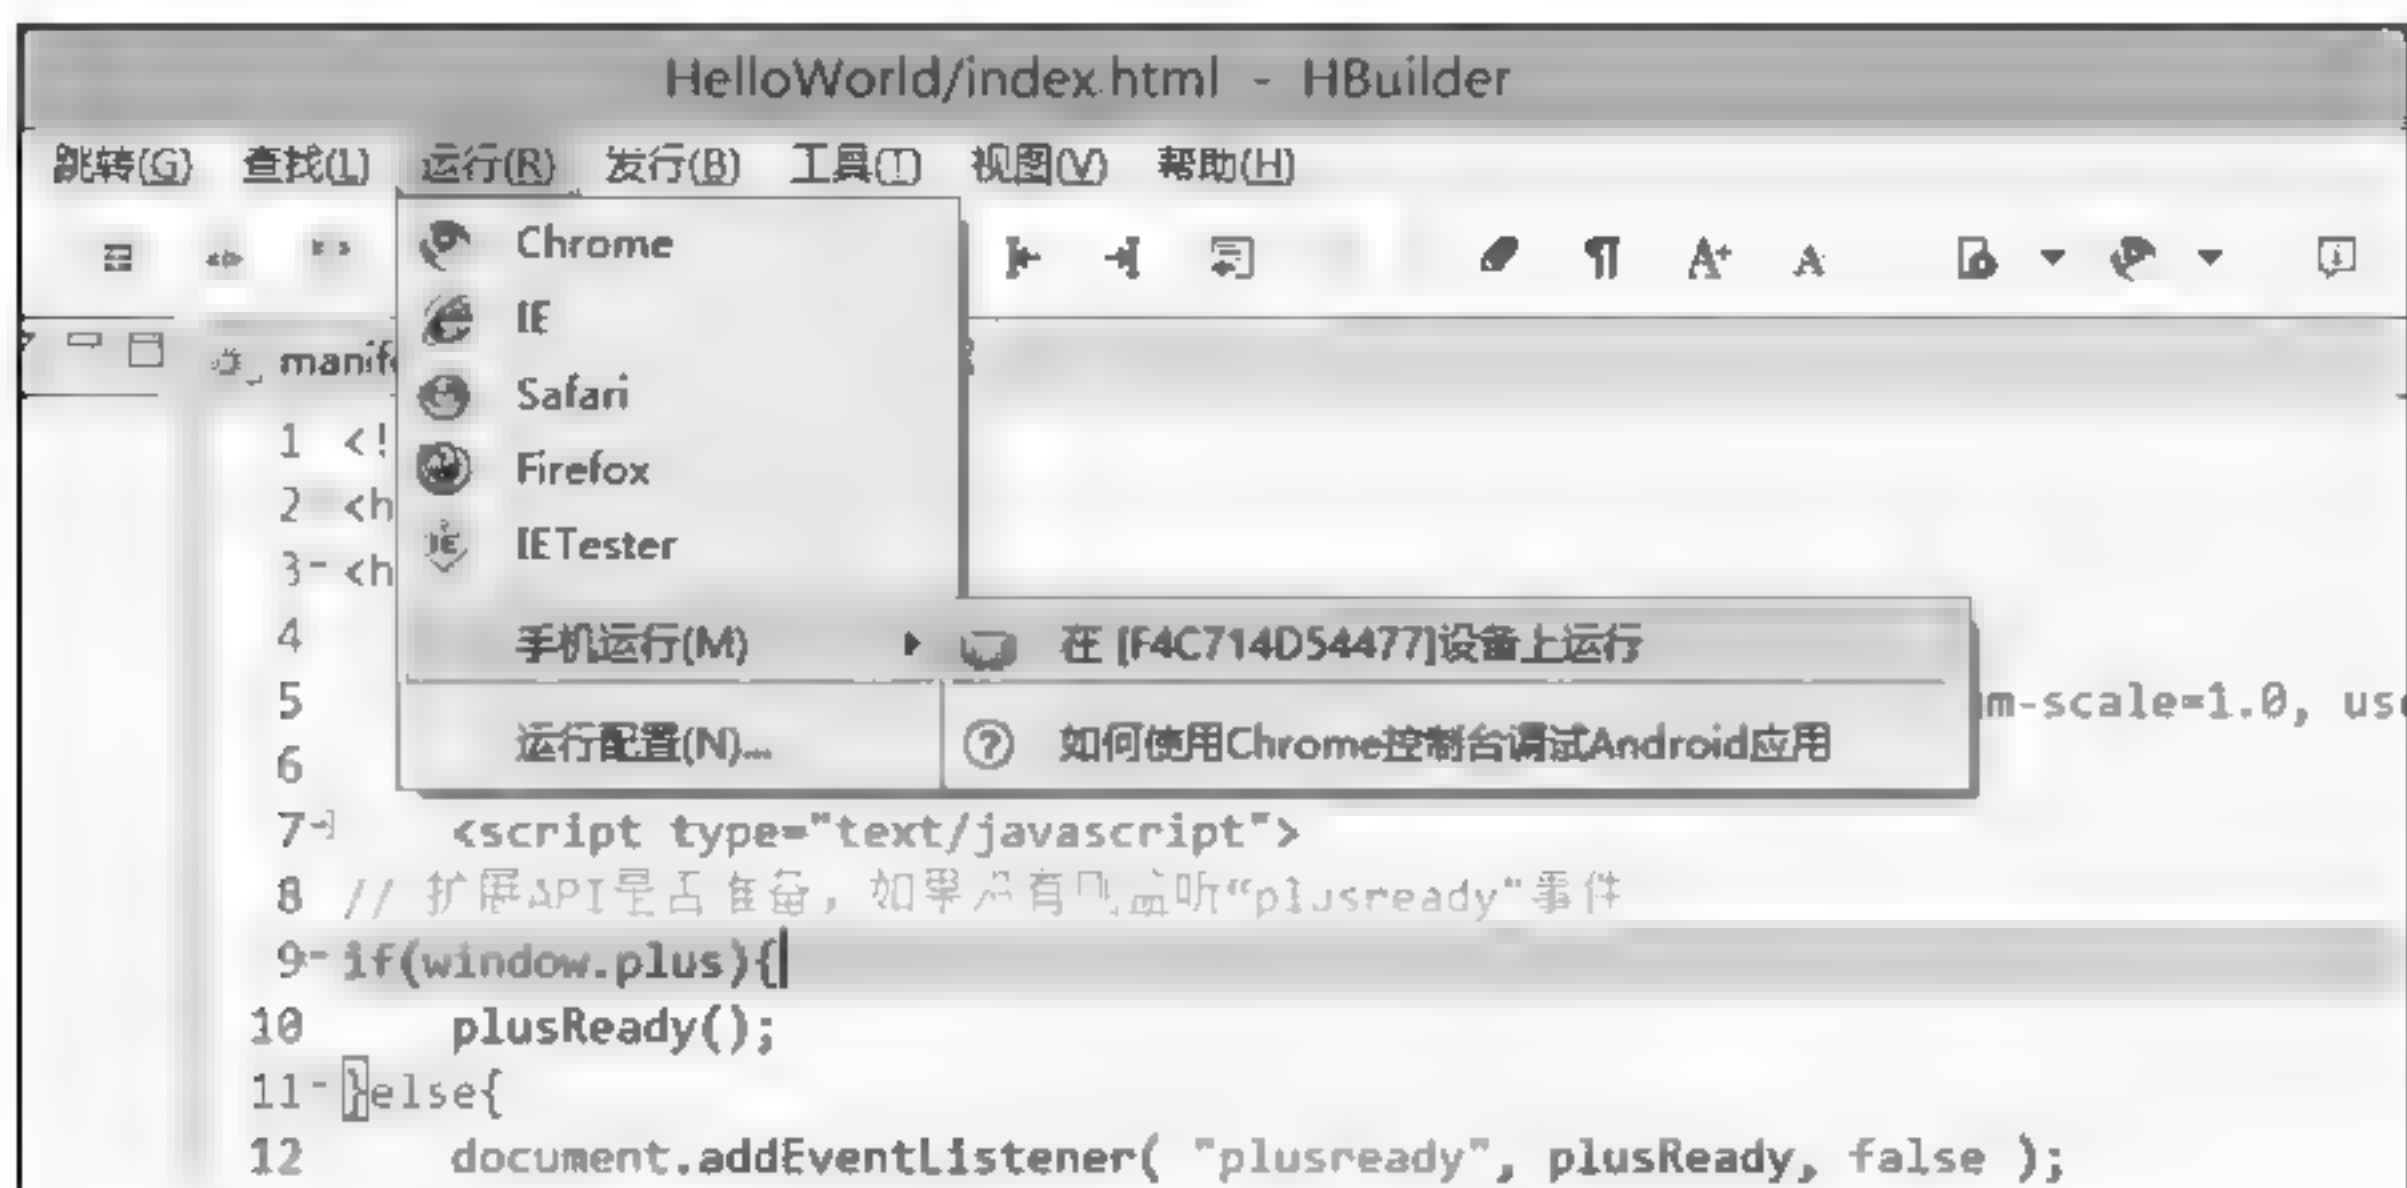 HelloWorld/index.html - HBuilder
跳转(G) 查找(L) 运行(R) 发行(B) 工具(T) 视图(V) 帮助(H)
Chrome
IE
manife
Safari
1 <!
Firefox
2 <h
IETester
3 <h
4 手机运行(M) 在 [F4C714D54477]设备上运行
5 m-scale=1.0, use
运行配置(N)... 如何使用Chrome控制台调试Android应用
6
7 <script type="text/javascript">
8 // 扩展API是否准备，如果没有则监听“plusready"事件
9 if(window.plus){
10 plusReady();
11 }else{
12 document.addEventListener( "plusready", plusReady, false );